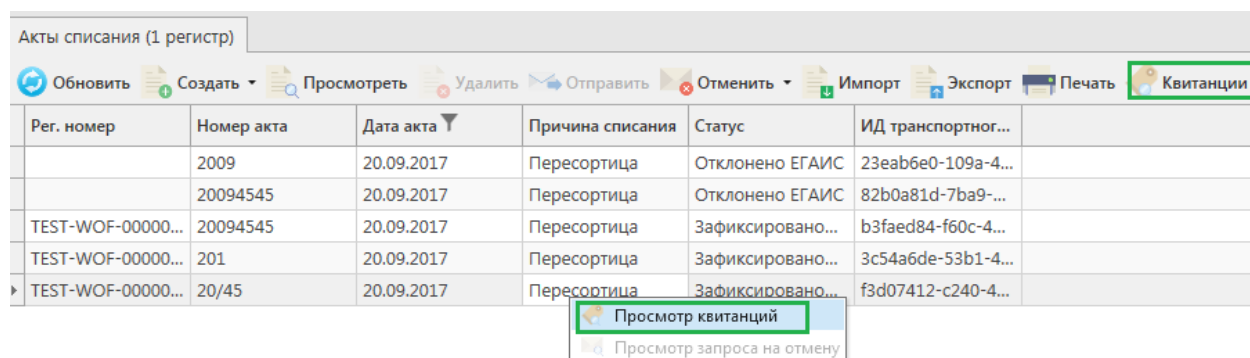 Акты списания (1 регистр)
Обновить Создать Просмотреть Удалить Отправить Отменить Импорт Экспорт Печать Квитанции
Рег. номер Номер акта Дата акта Причина списания Статус ИД транспортног...
2009 20.09.2017 Пересортица Отклонено ЕГАИС 23eab6e0-109a-4...
20094545 20.09.2017 Пересортица Отклонено ЕГАИС 82b0a81d-7ba9-...
TEST-WOF-00000... 20094545 20.09.2017 Пересортица Зафиксировано... b3faed84-f60c-4...
TEST-WOF-00000... 201 20.09.2017 Пересортица Зафиксировано... 3c54a6de-53b1-4...
TEST-WOF-00000... 20/45 20.09.2017 Пересортица Зафиксировано... f3d07412-c240-4...
Просмотр квитанций
Просмотр запроса на отмену